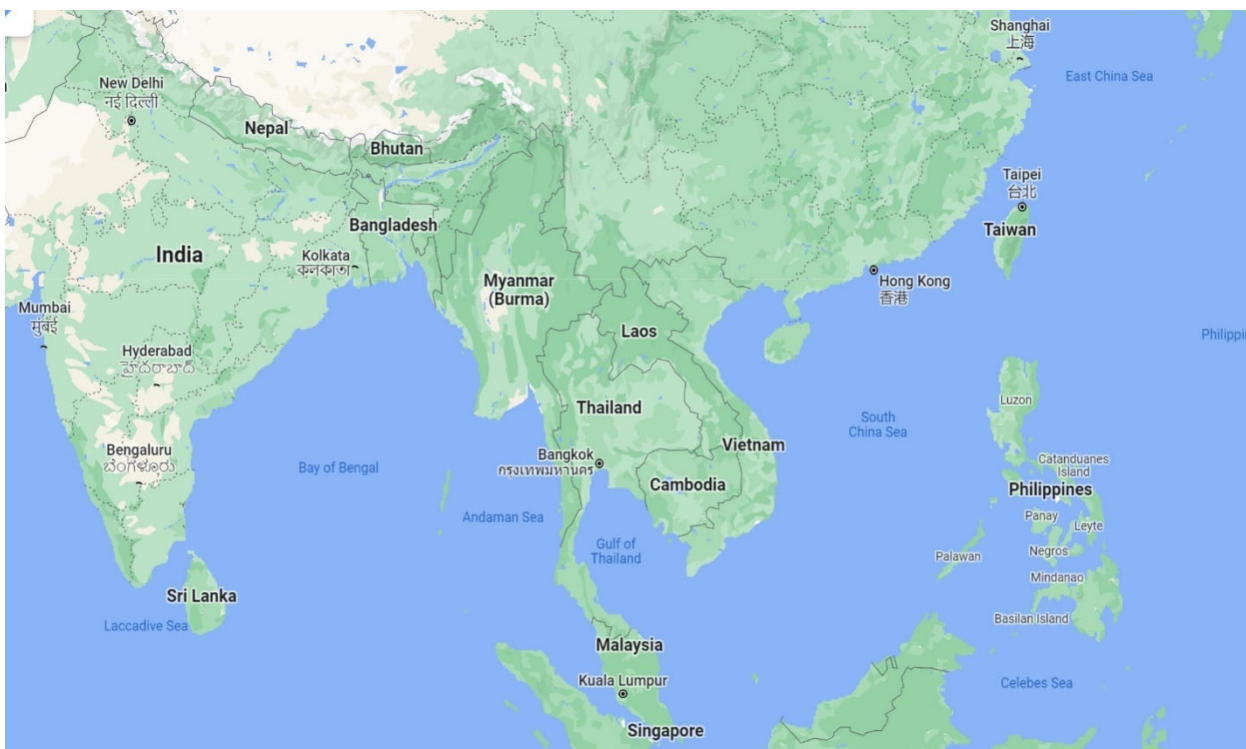 Shanghai
上海
East China Sea
New Delhi
नई दिल्ली
Nepal
Bhutan
Taipei
台北
Taiwan
Bangladesh
India
Kolkata
কলকাতা
Myanmar
(Burma)
Hong Kong
香港
Mumbai
मुंबई
Laos
Philippin
Hyderabad
హైదరాబాద్
Luzon
Thailand
South
China Sea
Vietnam
Bengaluru
ಬೆಂಗಳೂರು
Bay of Bengal
Bangkok
กรุงเทพมหานคร
Catanduanes
Island
Cambodia
Philippines
Andaman Sea
Panay
Leyte
Gulf of
Thailand
Palawan
Negros
Mindanao
Sri Lanka
Laccadive Sea
Basilan Island
Malaysia
Kuala Lumpur
Celebes Sea
Singapore